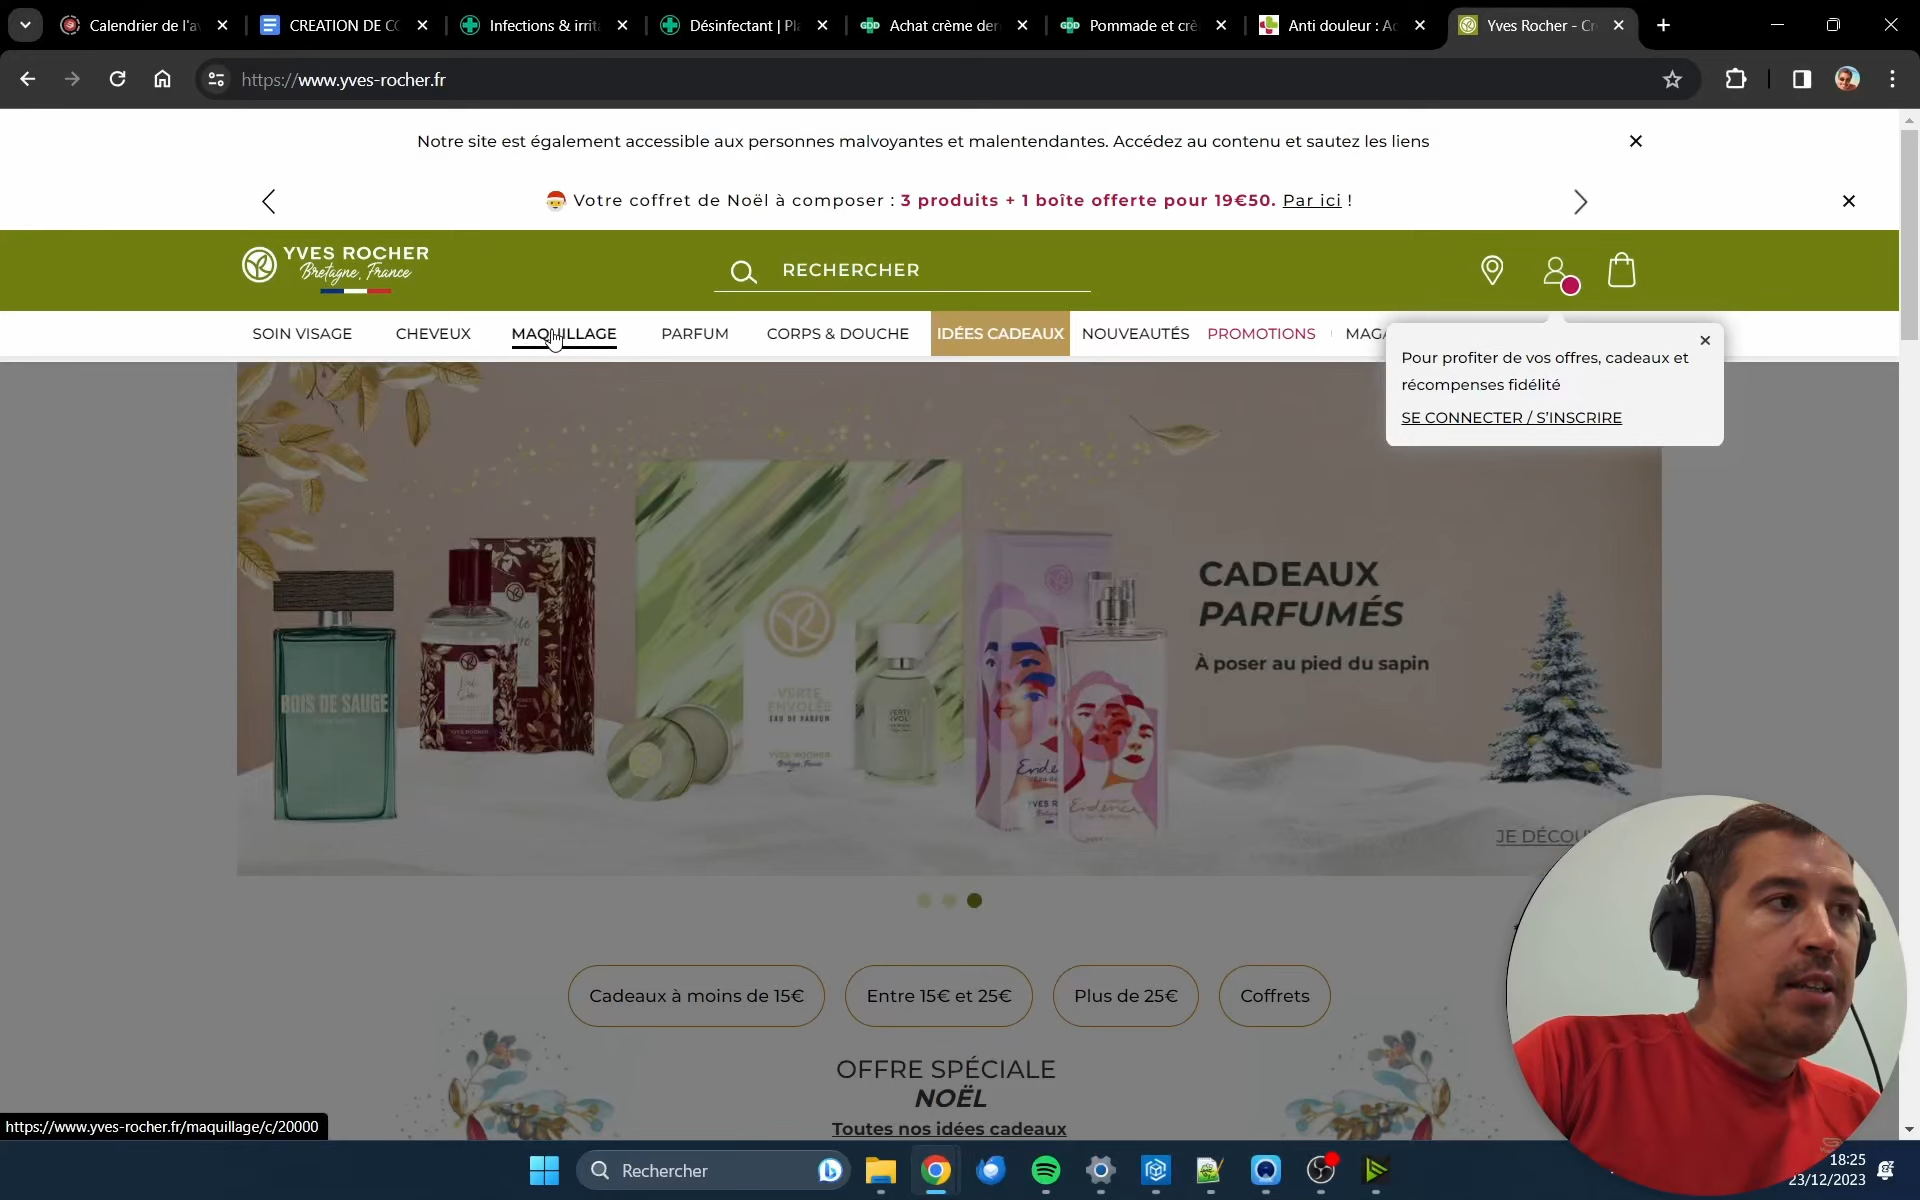 Calendrier de l'a
CREATION DE CC
Infections & irrit
Désinfectant | Pl
Achat crème der
Pommade et crè
Anti douleur : Ac
Yves Rocher - Cr
https://www.yves-rocher.fr
Notre site est également accessible aux personnes malvoyantes et malentendantes. Accédez au contenu et sautez les liens
Votre coffret de Noël à composer : 3 produits + 1 boîte offerte pour 19€50. Par ici !
YVES ROCHER
Bretagne, France
RECHERCHER
SOIN VISAGE CHEVEUX MAQUILLAGE PARFUM CORPS & DOUCHE IDÉES CADEAUX NOUVEAUTÉS PROMOTIONS MAGA
Pour profiter de vos offres, cadeaux et
récompenses fidélité
SE CONNECTER / S'INSCRIRE
CADEAUX
PARFUMÉS
À poser au pied du sapin
BOIS DE SAUGE
VERTE
ENVOLÉE
EAU DE PARFUM
YVES ROCHER
Bretagne, France
JE DÉCOU
Cadeaux à moins de 15€
Entre 15€ et 25€
Plus de 25€
Coffrets
OFFRE SPÉCIALE
NOËL
Toutes nos idées cadeaux
https://www.yves-rocher.fr/maquillage/c/20000
Rechercher
18:25
23/12/2023